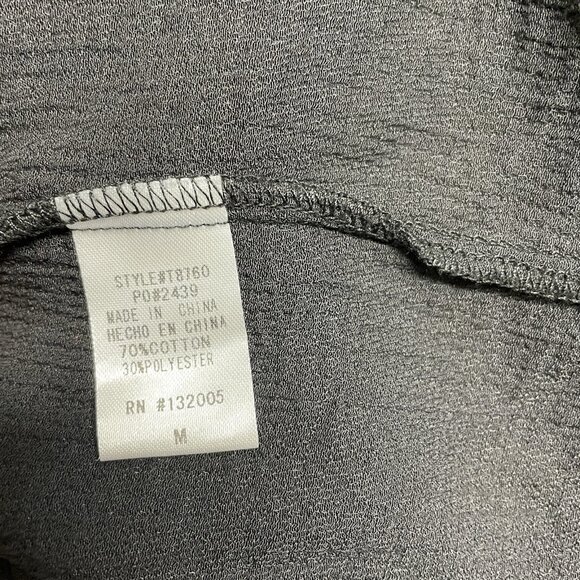 STYLE#T8760
PO#2439
MADE IN CHINA
HECHO EN CHINA
70%COTTON
30%POLYESTER
RN #132005
M